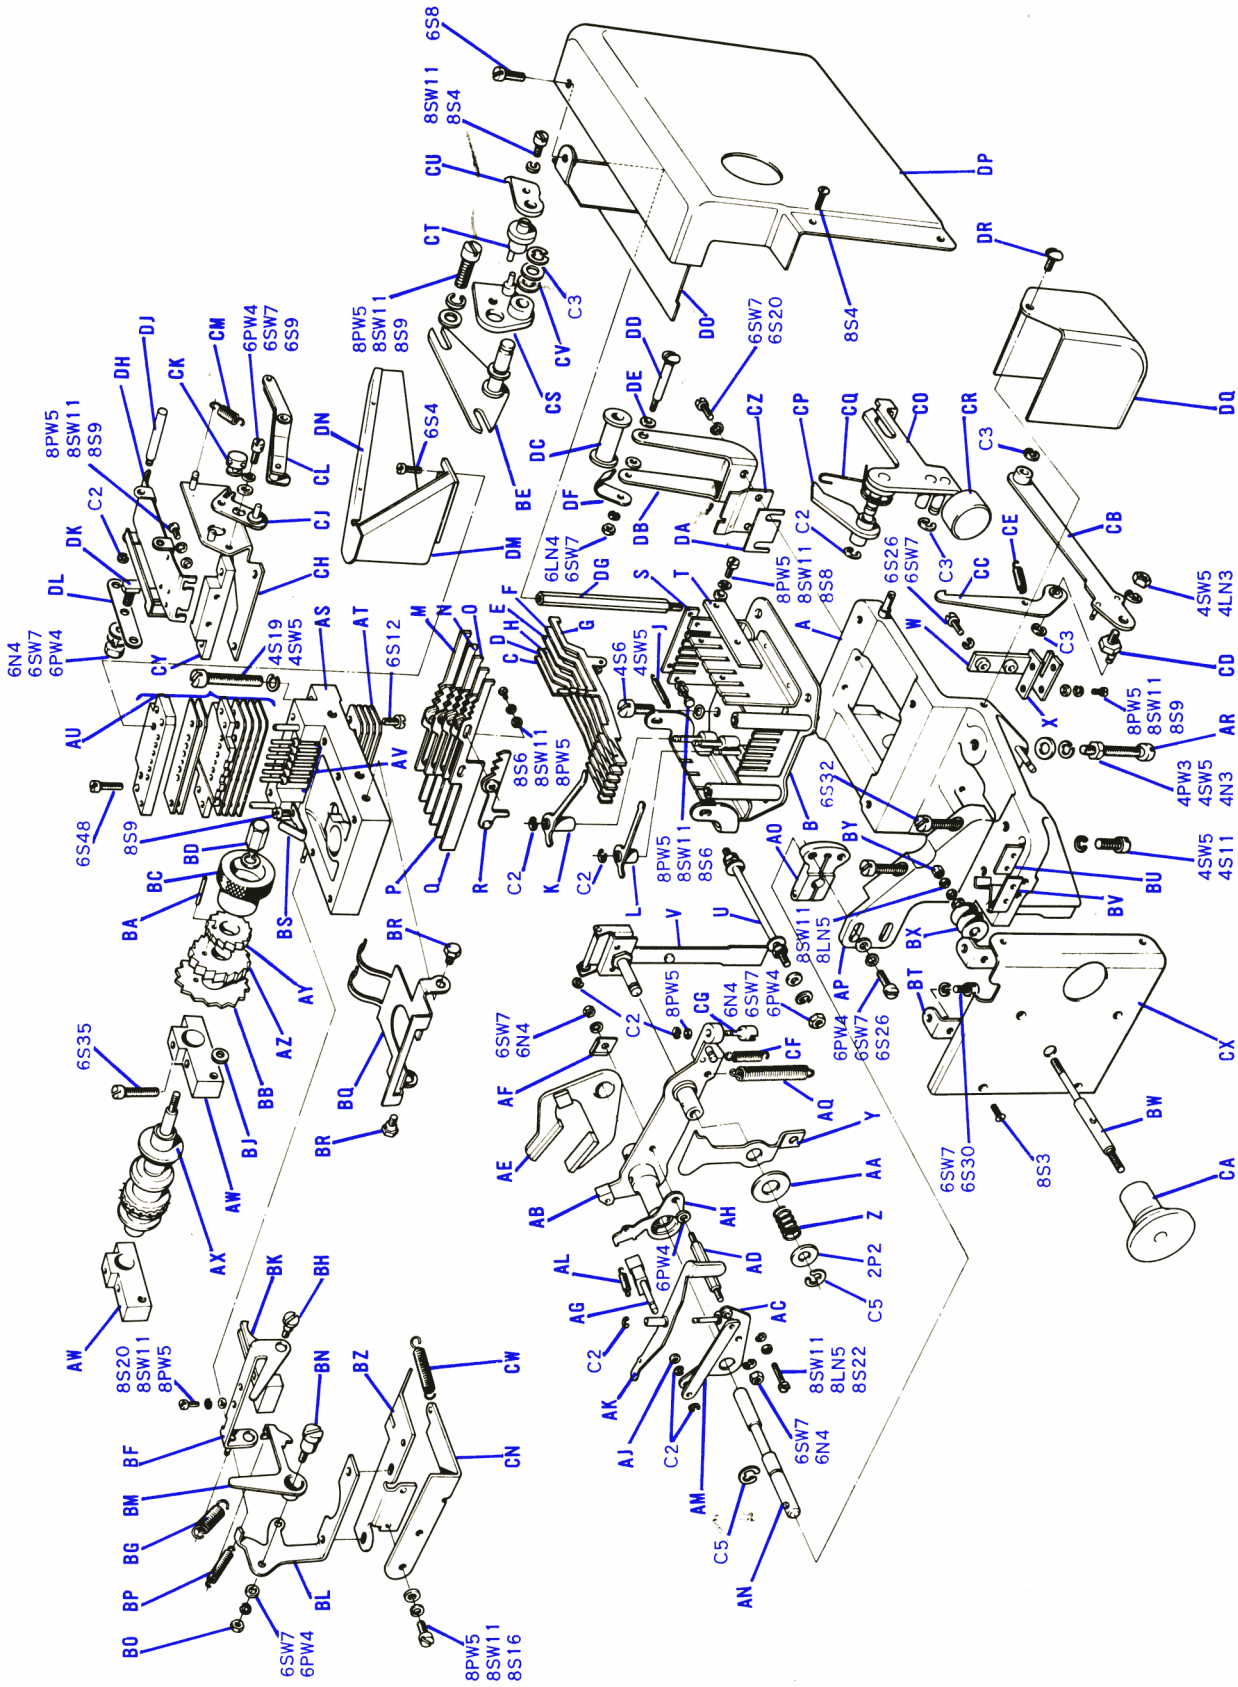 6S8
8SW11
8S4
CU
CT
8PW5
8SW11
8S9
C3
CV
CS
BE
6S4
DN
DM
DJ
DH
CK
CM
6PW4
6SW7
6S9
8PW5
8SW11
8S9
C2
DK
DL
6N4
6SW7
6PW4
CL
CJ
CH
CY
4S19
4SW5
AS
AT
6S12
AU
AV
6S48
8S9
BD
BC
BA
BS
AY
AZ
BB
BJ
AW
6S35
AX
AW
M
N
O
F
E
H
D
C
G
8S6
8SW11
8PW5
P
Q
R
C2
K
C2
L
BR
BQ
BR
DP
DO
8S4
DR
DQ
DD
DE
DC
DF
6LN4
6SW7
DG
DB
DA
6SW7
6S20
CZ
S
T
8PW5
8SW11
8S8
4S6
4SW5
J
8PW5
8SW11
8S6
B
A
CP
CQ
C2
CO
CR
C3
C3
6S26
6SW7
CE
CC
CB
W
C3
4SW5
4LN3
CD
X
8PW5
8SW11
8S9
AR
4PW3
4SW5
4N3
4SW5
4S11
6S32
AO
BY
8SW11
8LN5
BU
BV
BX
AP
BT
6PW4
6SW7
6S26
CX
6SW7
6S30
8S3
BW
CA
U
V
8PW5
C2
CG
6N4
6SW7
6PW4
CF
6SW7
6N4
AF
AE
AQ
Y
AB
AA
Z
2P2
C5
AH
AD
AL
6PW4
AG
C2
AC
AK
AJ
C2
8SW11
8LN5
8S22
6SW7
6N4
AM
C5
AN
BK
BH
8S20
8SW11
8PW5
BN
BZ
CW
BF
BM
CN
BG
BP
BL
BO
6SW7
6PW4
8PW5
8SW11
8S16